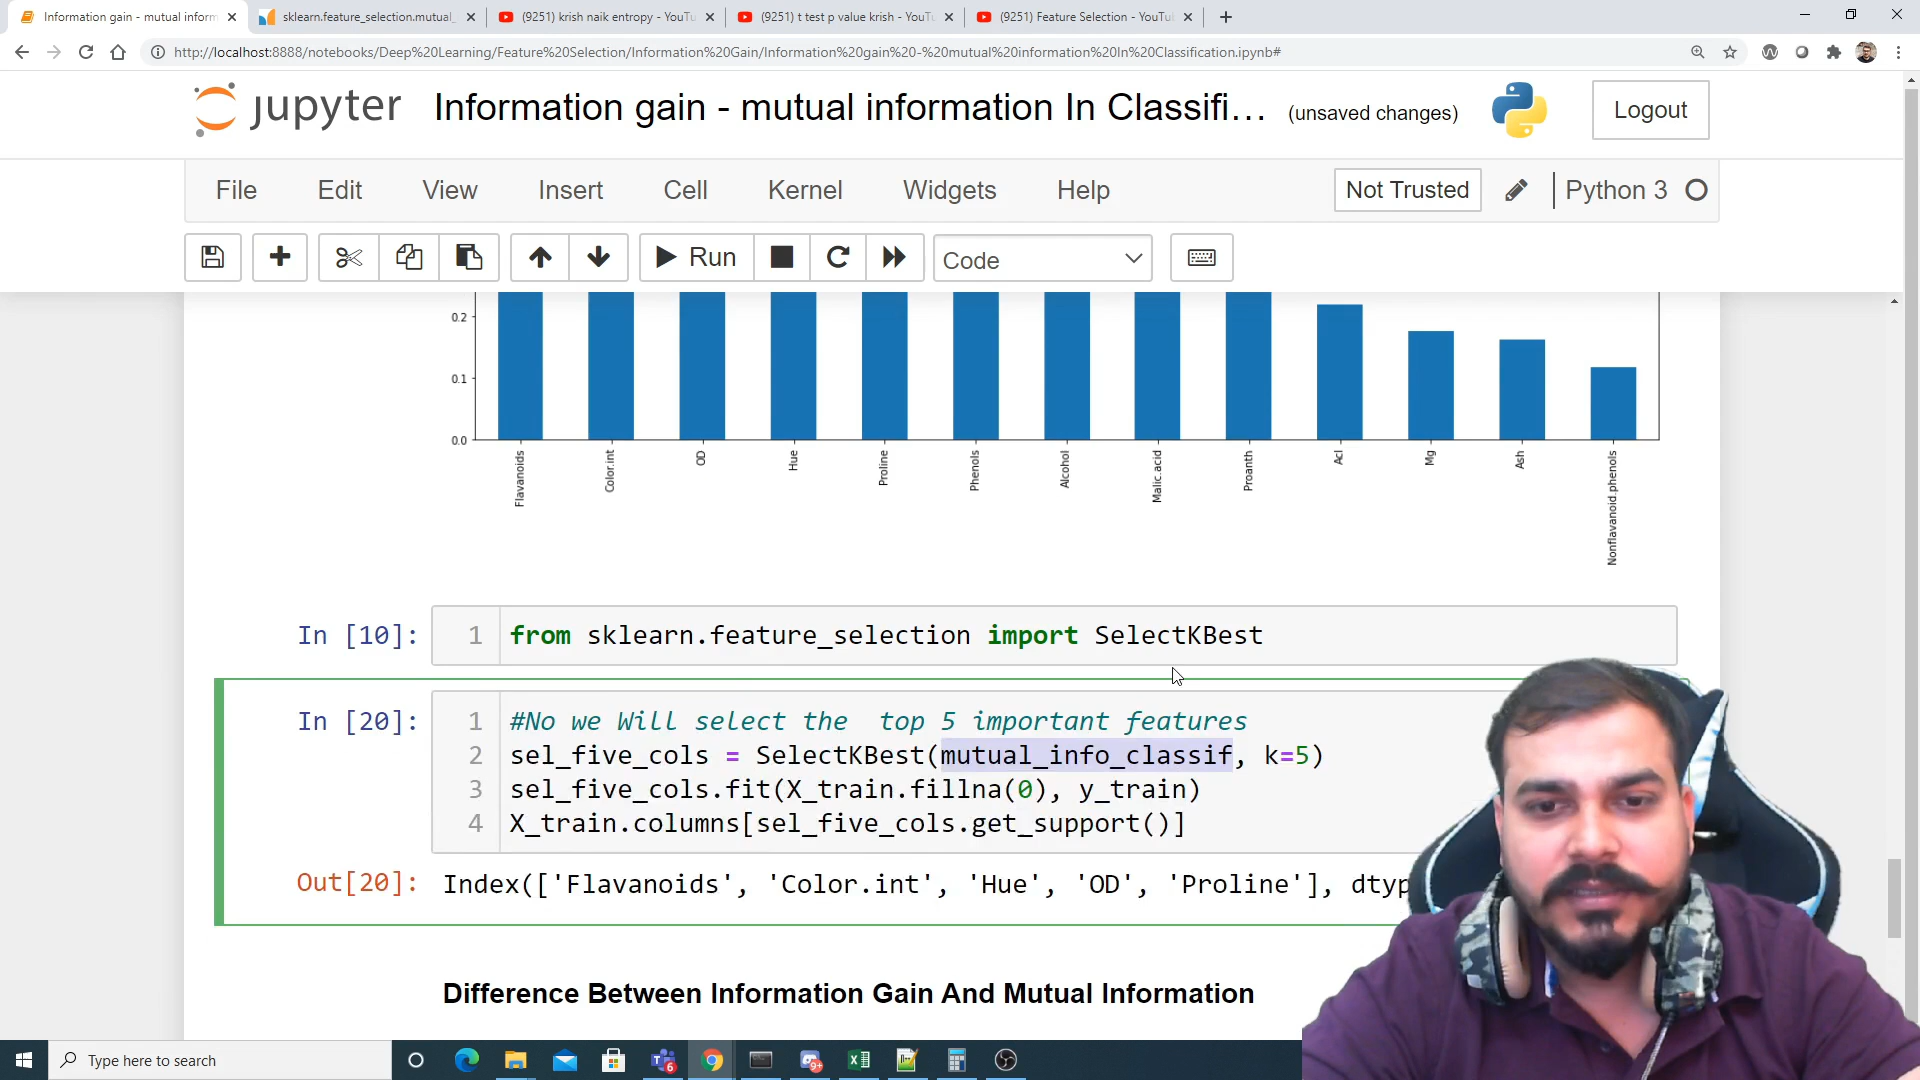 Information gain - mutual inform
sklearn.feature_selection.mutual_
(9251) krish naik entropy - YouTu
(9251) t test p value krish - YouTu
(9251) Feature Selection - YouTu
http://localhost:8888/notebooks/Deep%20Learning/Feature%20Selection/Information%20Gain/Information%20gain%20-%20mutual%20information%20In%20Classification.ipynb#
jupyter Information gain - mutual information In Classifi... (unsaved changes) Logout
File Edit View Insert Cell Kernel Widgets Help Not Trusted Python 3
Run Code
0.2
0.1
0.0
Flavanoids
Color.int
OD
Hue
Proline
Phenols
Alcohol
Malic.acid
Proanth
Acl
Mg
Ash
Nonflavanoid.phenols
In [10]: 1 from sklearn.feature_selection import SelectKBest
In [20]: 1 #No we Will select the  top 5 important features
2 sel_five_cols = SelectKBest(mutual_info_classif, k=5)
3 sel_five_cols.fit(X_train.fillna(0), y_train)
4 X_train.columns[sel_five_cols.get_support()]
Out[20]: Index(['Flavanoids', 'Color.int', 'Hue', 'OD', 'Proline'], dtyp
Difference Between Information Gain And Mutual Information
Type here to search
6
9+